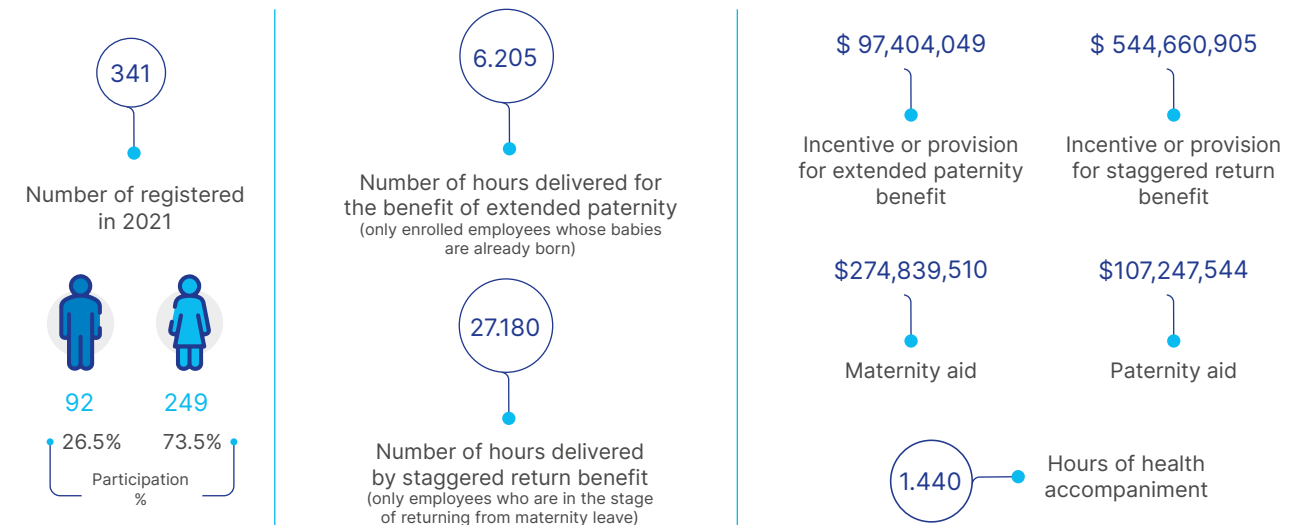 341
Number of registered
in 2021
92
249
26.5%
73.5%
Participation
%
6.205
Number of hours delivered for
the benefit of extended paternity
(only enrolled employees whose babies
are already born)
27.180
Number of hours delivered
by staggered return benefit
(only employees who are in the stage
of returning from maternity leave)
$ 97,404,049
Incentive or provision
for extended paternity
benefit
$ 544,660,905
Incentive or provision
for staggered return
benefit
$274,839,510
Maternity aid
$107,247,544
Paternity aid
1.440
Hours of health
accompaniment